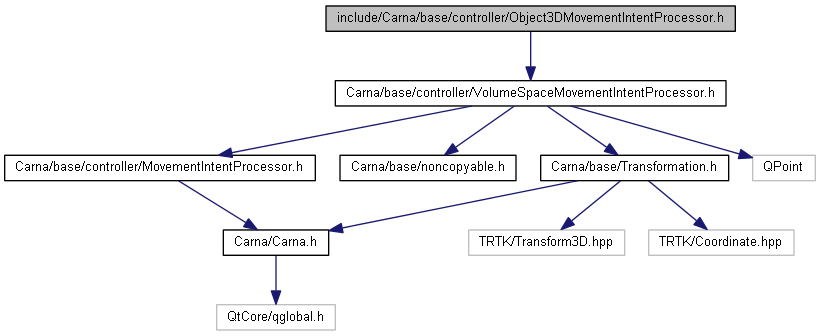 include/Carna/base/controller/Object3DMovementIntentProcessor.h
Carna/base/controller/VolumeSpaceMovementIntentProcessor.h
Carna/base/controller/MovementIntentProcessor.h
Carna/base/noncopyable.h
Carna/base/Transformation.h
QPoint
Carna/Carna.h
TRTK/Transform3D.hpp
TRTK/Coordinate.hpp
QtCore/qglobal.h